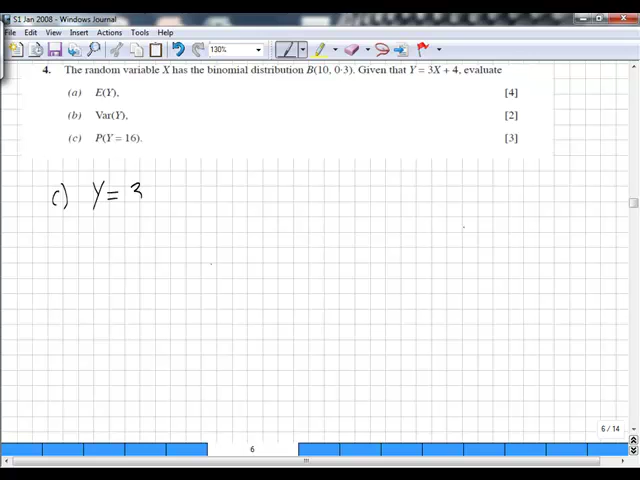 S1 Jan 2008 - Windows Journal
File Edit View Insert Actions Tools Help
130%
4. The random variable X has the binomial distribution B(10, 0·3). Given that Y = 3X + 4, evaluate
(a) E(Y), [4]
(b) Var(Y), [2]
(c) P(Y = 16). [3]
c) Y = 3
6 / 14
6